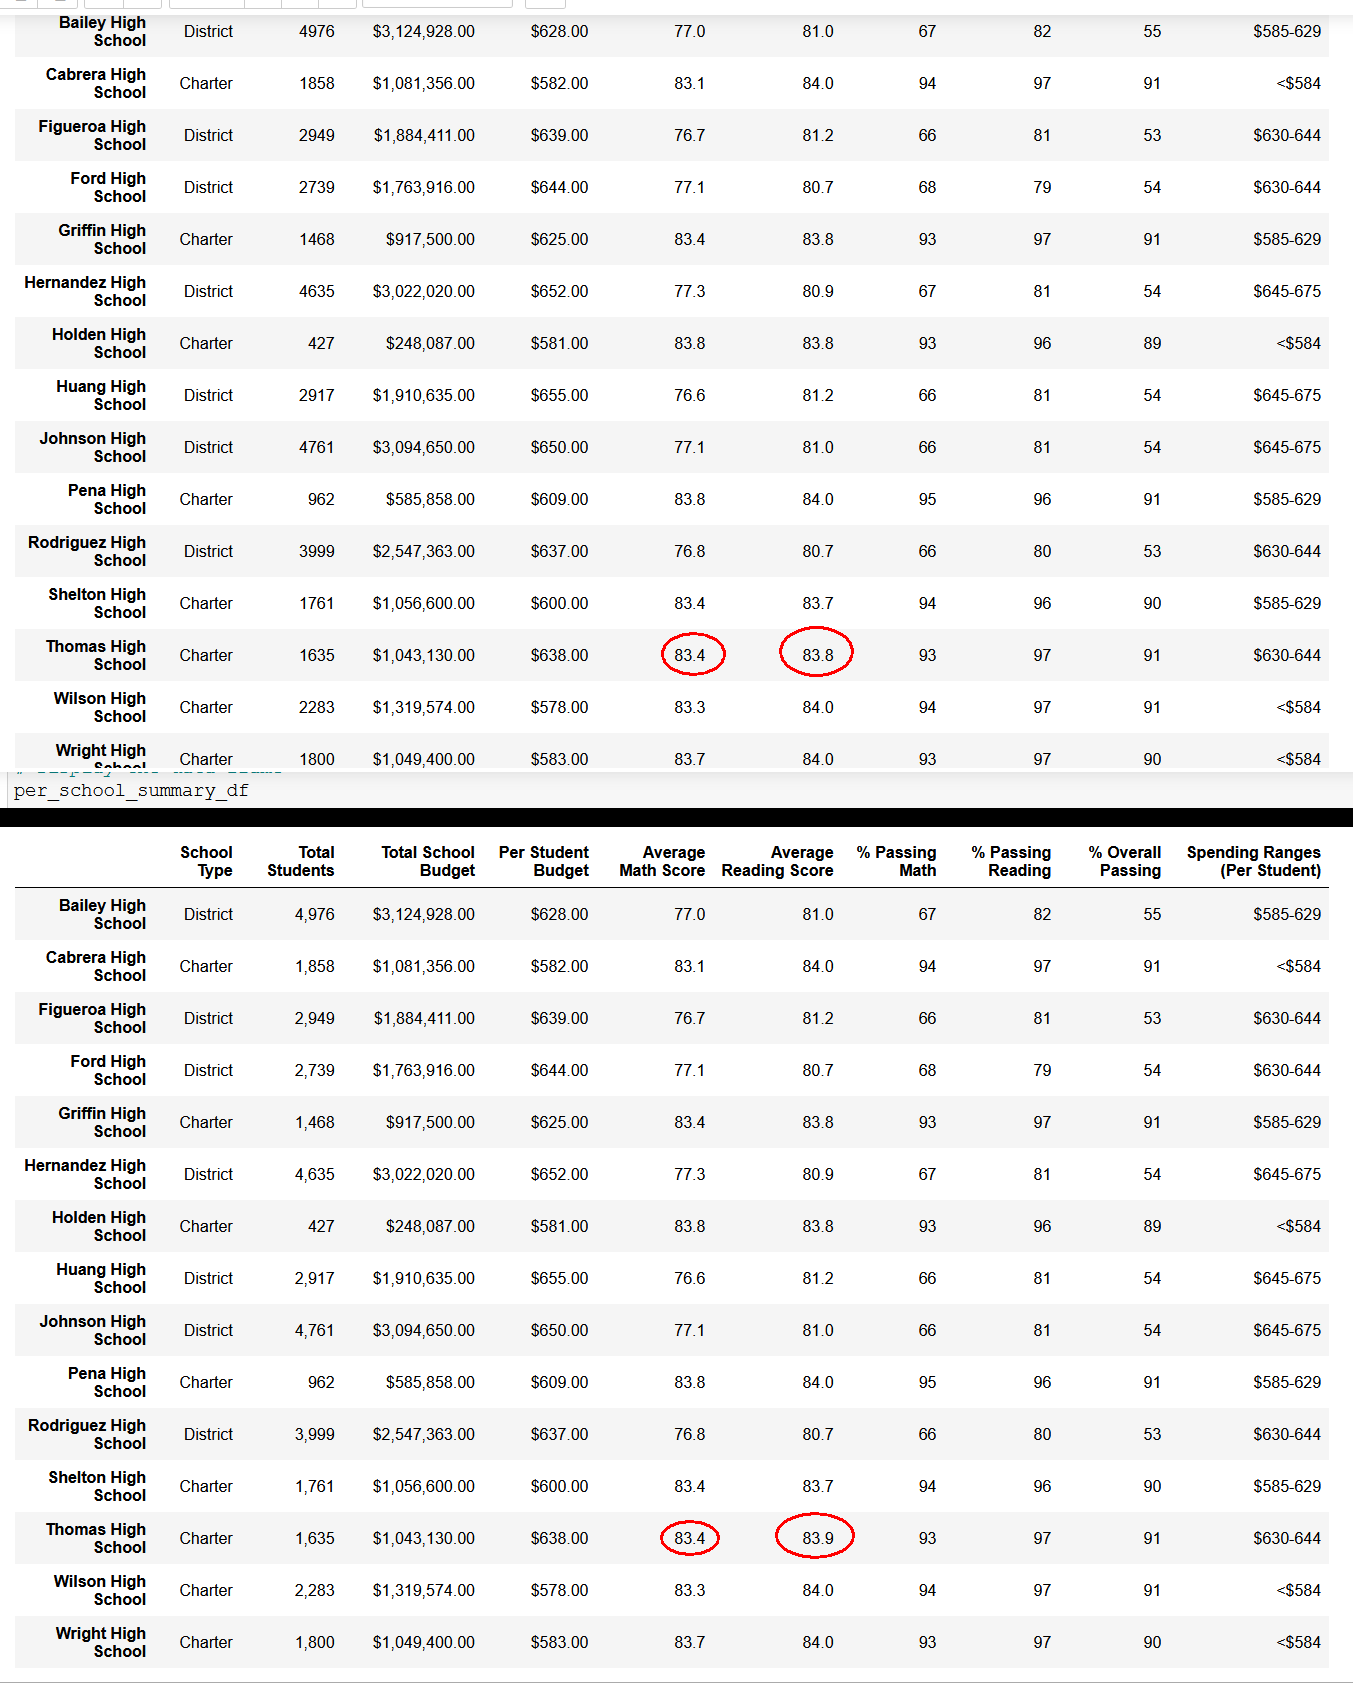 Bailey High School District 4976 $3,124,928.00 $628.00 77.0 81.0 67 82 55 $585-629
Cabrera High School Charter 1858 $1,081,356.00 $582.00 83.1 84.0 94 97 91 <$584
Figueroa High School District 2949 $1,884,411.00 $639.00 76.7 81.2 66 81 53 $630-644
Ford High School District 2739 $1,763,916.00 $644.00 77.1 80.7 68 79 54 $630-644
Griffin High School Charter 1468 $917,500.00 $625.00 83.4 83.8 93 97 91 $585-629
Hernandez High School District 4635 $3,022,020.00 $652.00 77.3 80.9 67 81 54 $645-675
Holden High School Charter 427 $248,087.00 $581.00 83.8 83.8 93 96 89 <$584
Huang High School District 2917 $1,910,635.00 $655.00 76.6 81.2 66 81 54 $645-675
Johnson High School District 4761 $3,094,650.00 $650.00 77.1 81.0 66 81 54 $645-675
Pena High School Charter 962 $585,858.00 $609.00 83.8 84.0 95 96 91 $585-629
Rodriguez High School District 3999 $2,547,363.00 $637.00 76.8 80.7 66 80 53 $630-644
Shelton High School Charter 1761 $1,056,600.00 $600.00 83.4 83.7 94 96 90 $585-629
Thomas High School Charter 1635 $1,043,130.00 $638.00 83.4 83.8 93 97 91 $630-644
Wilson High School Charter 2283 $1,319,574.00 $578.00 83.3 84.0 94 97 91 <$584
Wright High School Charter 1800 $1,049,400.00 $583.00 83.7 84.0 93 97 90 <$584
per_school_summary_df
School Type Total Students Total School Budget Per Student Budget Average Math Score Average Reading Score % Passing Math % Passing Reading % Overall Passing Spending Ranges (Per Student)
Bailey High School District 4,976 $3,124,928.00 $628.00 77.0 81.0 67 82 55 $585-629
Cabrera High School Charter 1,858 $1,081,356.00 $582.00 83.1 84.0 94 97 91 <$584
Figueroa High School District 2,949 $1,884,411.00 $639.00 76.7 81.2 66 81 53 $630-644
Ford High School District 2,739 $1,763,916.00 $644.00 77.1 80.7 68 79 54 $630-644
Griffin High School Charter 1,468 $917,500.00 $625.00 83.4 83.8 93 97 91 $585-629
Hernandez High School District 4,635 $3,022,020.00 $652.00 77.3 80.9 67 81 54 $645-675
Holden High School Charter 427 $248,087.00 $581.00 83.8 83.8 93 96 89 <$584
Huang High School District 2,917 $1,910,635.00 $655.00 76.6 81.2 66 81 54 $645-675
Johnson High School District 4,761 $3,094,650.00 $650.00 77.1 81.0 66 81 54 $645-675
Pena High School Charter 962 $585,858.00 $609.00 83.8 84.0 95 96 91 $585-629
Rodriguez High School District 3,999 $2,547,363.00 $637.00 76.8 80.7 66 80 53 $630-644
Shelton High School Charter 1,761 $1,056,600.00 $600.00 83.4 83.7 94 96 90 $585-629
Thomas High School Charter 1,635 $1,043,130.00 $638.00 83.4 83.9 93 97 91 $630-644
Wilson High School Charter 2,283 $1,319,574.00 $578.00 83.3 84.0 94 97 91 <$584
Wright High School Charter 1,800 $1,049,400.00 $583.00 83.7 84.0 93 97 90 <$584